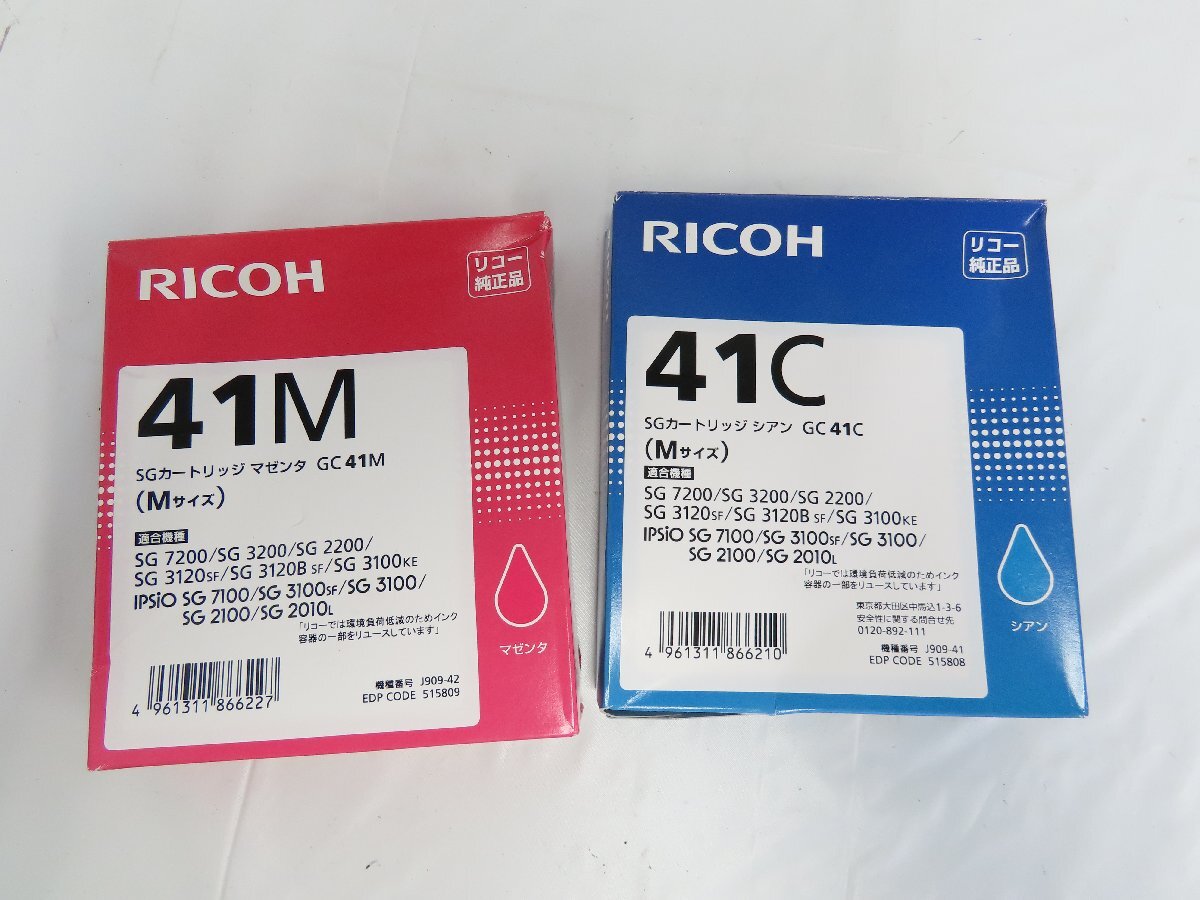 RICOH
リコー
純正品
41M
SGカートリッジ マゼンタ GC 41M
(Mサイズ)
適合機種
SG 7200/SG 3200/SG 2200/
SG 3120SF/SG 3120B SF/SG 3100KE
IPSiO SG 7100/SG 3100SF/SG 3100/
SG 2100/SG 2010L
「リコーでは環境負荷低減のためインク
容器の一部をリユースしています」
マゼンタ
機種番号 J909-42
EDP CODE 515809
4 961311 866227
RICOH
リコー
純正品
41C
SGカートリッジ シアン GC 41C
(Mサイズ)
適合機種
SG 7200/SG 3200/SG 2200/
SG 3120SF/SG 3120B SF/SG 3100KE
IPSiO SG 7100/SG 3100SF/SG 3100/
SG 2100/SG 2010L
「リコーでは環境負荷低減のためインク
容器の一部をリユースしています」
東京都大田区中馬込1-3-6
安全性に関する問合せ先
0120-892-111
シアン
機種番号 J909-41
EDP CODE 515808
4 961311 866210